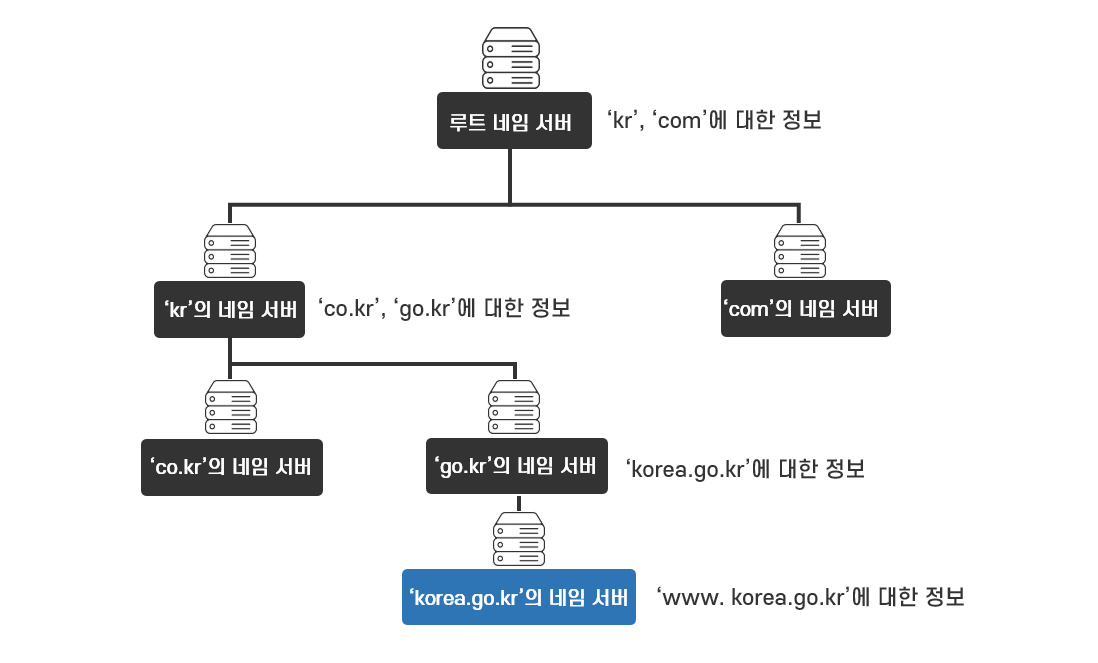 루트 네임 서버
‘kr’, ‘com’에 대한 정보
‘kr’의 네임 서버
‘co.kr’, ‘go.kr’에 대한 정보
‘com’의 네임 서버
‘co.kr’의 네임 서버
‘go.kr’의 네임 서버
‘korea.go.kr’에 대한 정보
‘korea.go.kr’의 네임 서버
‘www. korea.go.kr’에 대한 정보